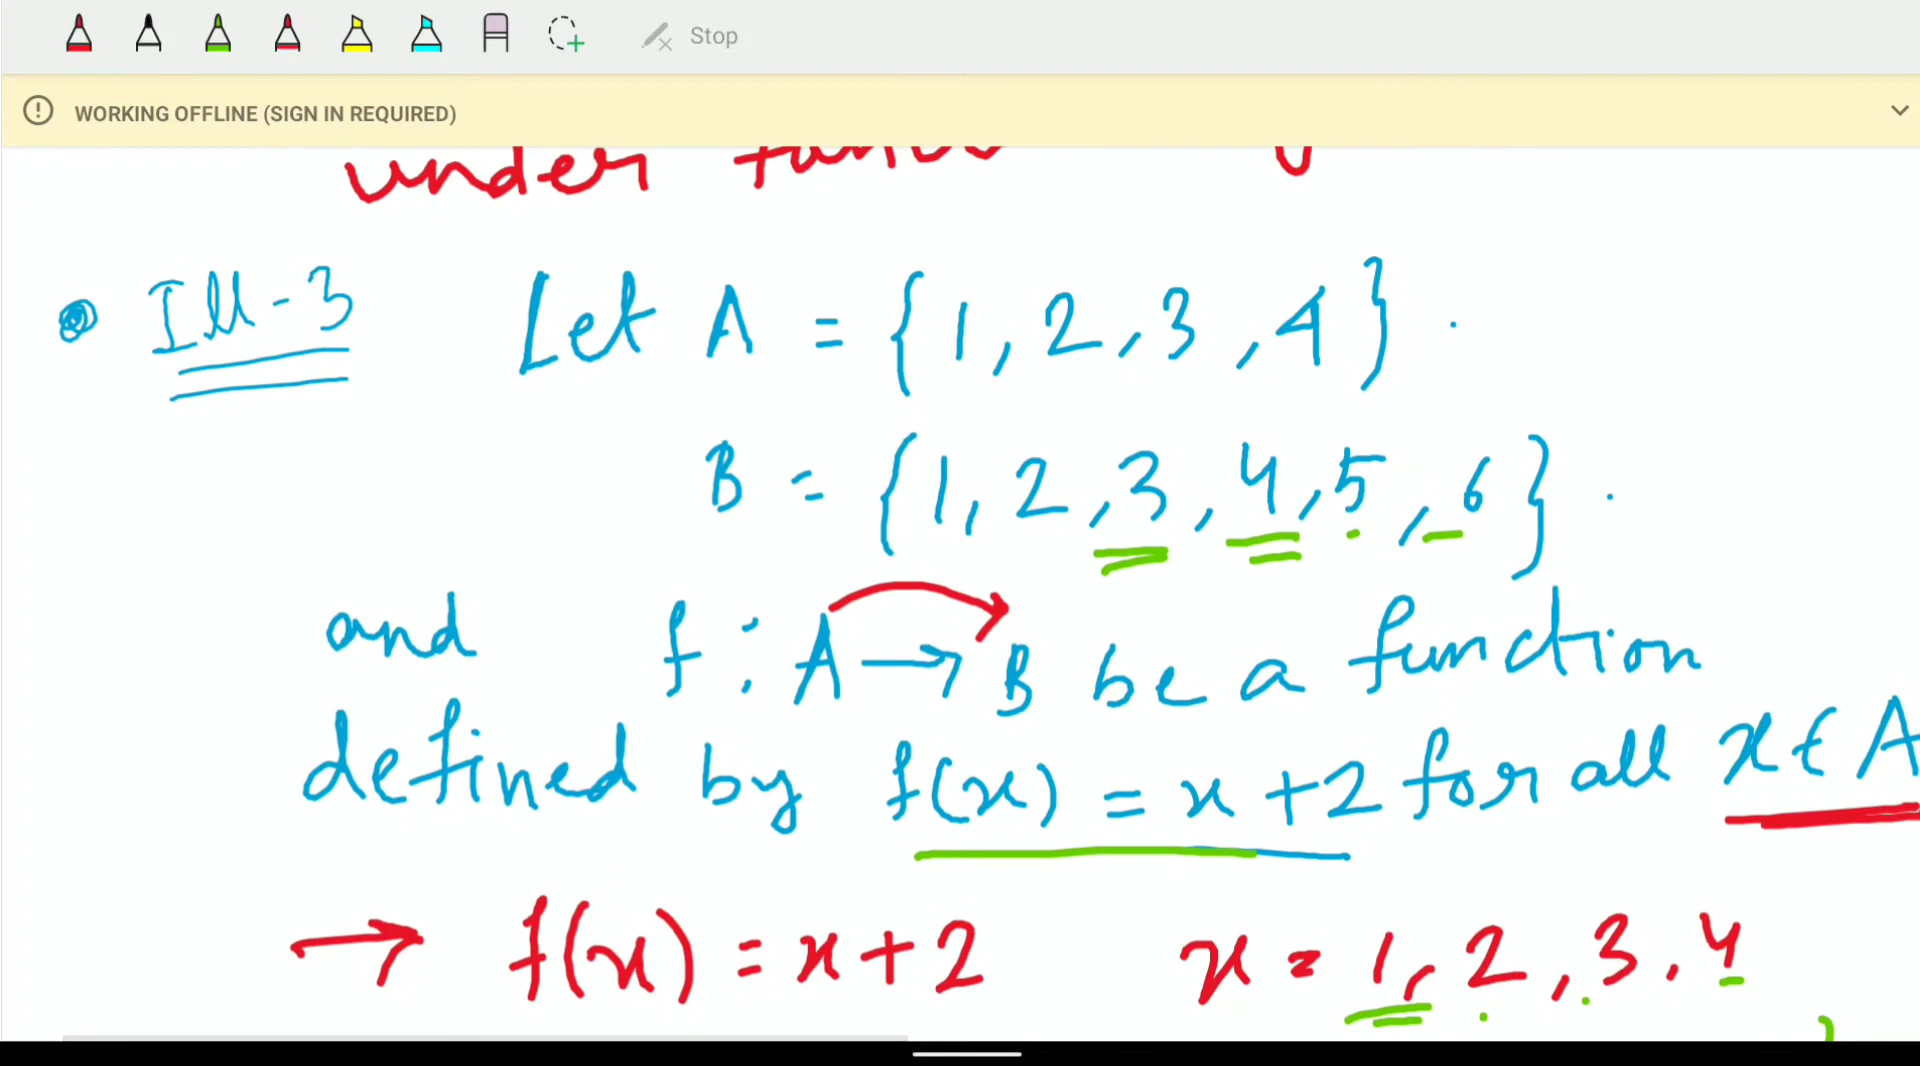 Stop
WORKING OFFLINE (SIGN IN REQUIRED)
under
Ill-3 Let A = {1, 2, 3, 4}.
B = {1, 2, 3, 4, 5, 6}.
and f : A → B be a function
defined by f(x) = x + 2 for all x ∈ A
→ f(x) = x + 2 x = 1, 2, 3, 4